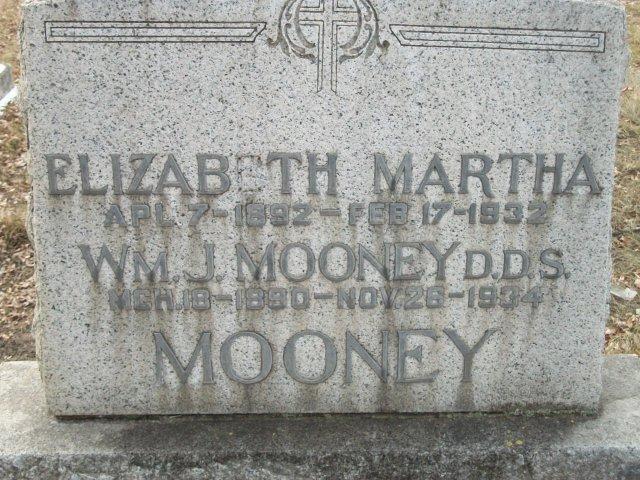 ELIZABETH MARTHA
APL. 7-1892-FEB 17-1932
WM. J. MOONEY D.D.S.
MCH. 18-1890-NOV. 26-1934
MOONEY